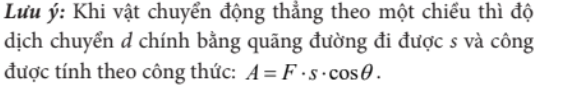 Lưu ý: Khi vật chuyển động thẳng theo một chiều thì độ
dịch chuyển d chính bằng quãng đường đi được s và công
được tính theo công thức: A = F · s · cosθ.